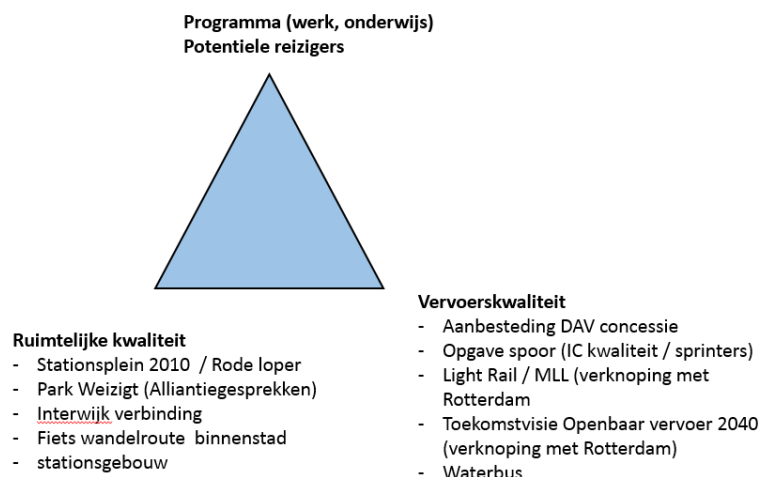 Programma (werk, onderwijs)
Potentiele reizigers
Ruimtelijke kwaliteit
- Stationsplein 2010 / Rode loper
- Park Weizigt (Alliantiegesprekken)
- Interwijk verbinding
- Fiets wandelroute binnenstad
- stationsgebouw
Vervoerskwaliteit
- Aanbesteding DAV concessie
- Opgave spoor (IC kwaliteit / sprinters)
- Light Rail / MLL (verknoping met
Rotterdam
- Toekomstvisie Openbaar vervoer 2040
(verknoping met Rotterdam)
- Waterbus